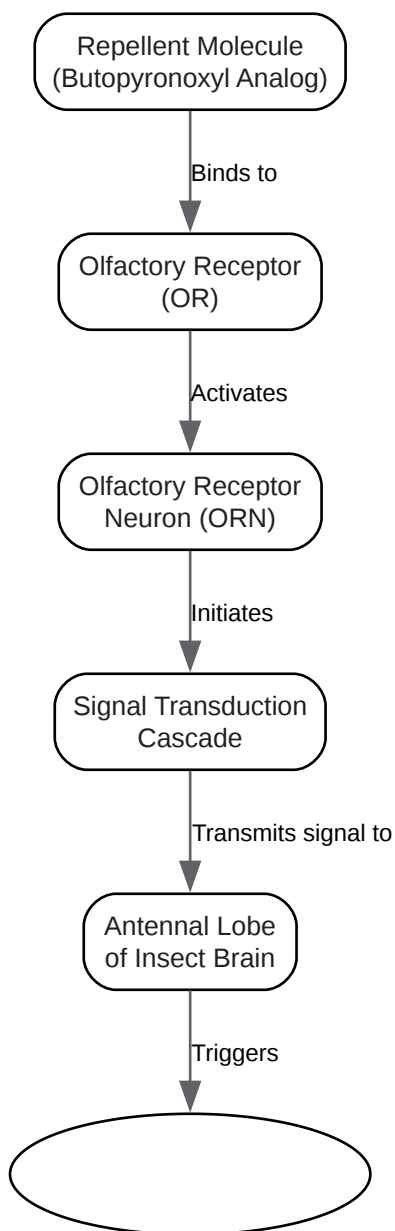 Repellent Molecule
(Butopyronoxyl Analog)
Binds to
Olfactory Receptor
(OR)
Activates
Olfactory Receptor
Neuron (ORN)
Initiates
Signal Transduction
Cascade
Transmits signal to
Antennal Lobe
of Insect Brain
Triggers